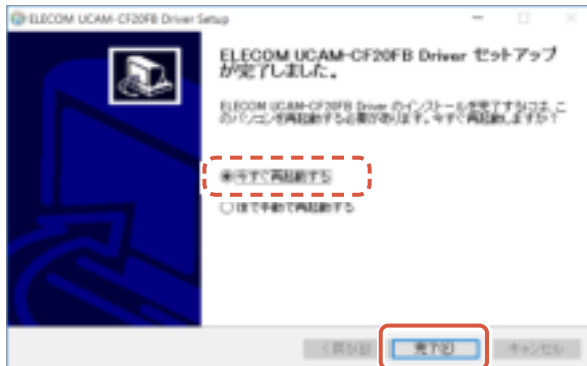 ELECOM UCAM-CF20FB Driver Setup
ELECOM UCAM-CF20FB Driver セットアップ
が完了しました。
ELECOM UCAM-CF20FB Driver のインストールを完了するには、こ
のパソコンを再起動する必要があります。今すぐ再起動しますか？
今すぐ再起動する
後で手動で再起動する
< 戻る(B)
完了(F)
キャンセル